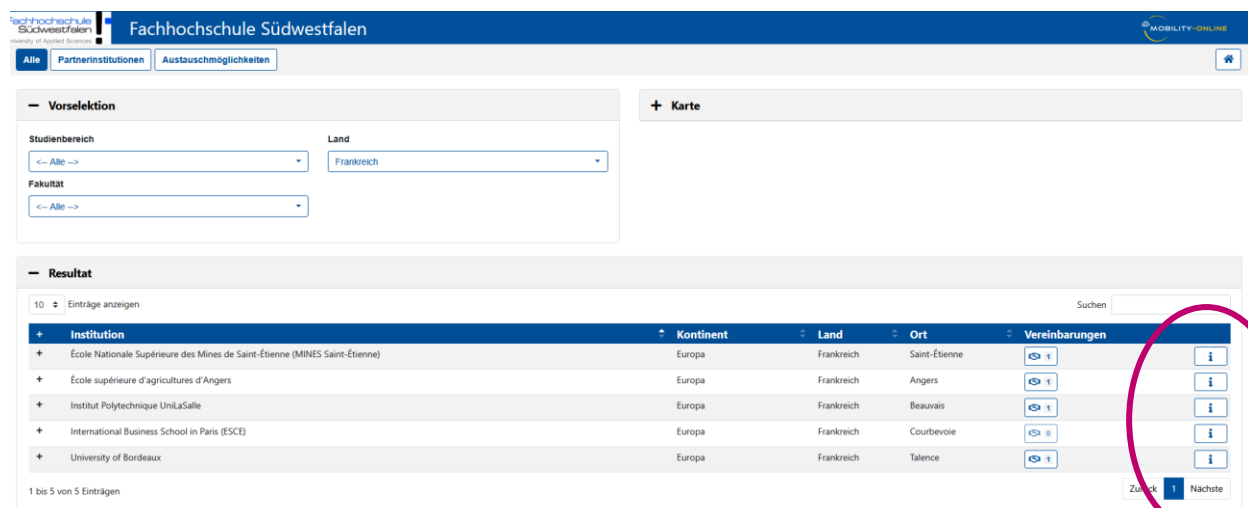 Fachhochschule
Südwestfalen
University of Applied Sciences
Fachhochschule Südwestfalen
MOBILITY-ONLINE
Alle Partnerinstitutionen Austauschmöglichkeiten
− Vorselektion
+ Karte
Studienbereich Land
<-- Alle --> Frankreich
Fakultät
<-- Alle -->
− Resultat
10 Einträge anzeigen Suchen
+ Institution Kontinent Land Ort Vereinbarungen
+ École Nationale Supérieure des Mines de Saint-Étienne (MINES Saint-Étienne) Europa Frankreich Saint-Étienne 1 i
+ École supérieure d'agricultures d'Angers Europa Frankreich Angers 1 i
+ Institut Polytechnique UniLaSalle Europa Frankreich Beauvais 1 i
+ International Business School in Paris (ESCE) Europa Frankreich Courbevoie 0 i
+ University of Bordeaux Europa Frankreich Talence 1 i
1 bis 5 von 5 Einträgen Zurück 1 Nächste